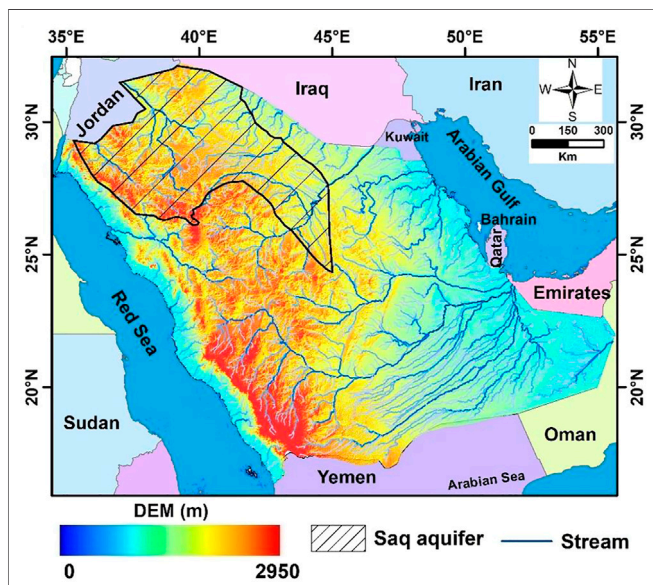 35°E 40°E 45°E 50°E 55°E
N
W E
S
0 150 300
Km
Iraq
Iran
Jordan
Kuwait
30°N 30°N
Arabian Gulf
Bahrain
Qatar
25°N 25°N
Emirates
Red Sea
20°N 20°N
Sudan
Oman
Yemen
Arabian Sea
DEM (m)
0 2950
Saq aquifer
Stream